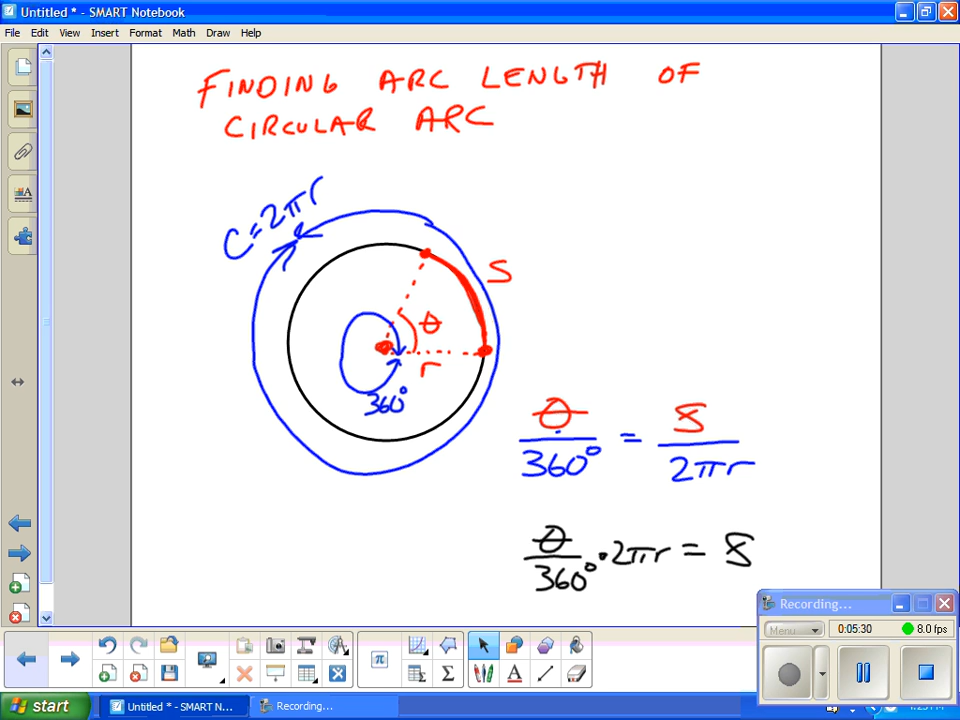 Untitled * - SMART Notebook
File Edit View Insert Format Math Draw Help
FINDING ARC LENGTH OF
CIRCULAR ARC
C=2πr
S
θ
r
360°
θ/360° = S/2πr
θ/360° • 2πr = S
Recording...
Menu 0:05:30 8.0 fps
π Σ A
start Untitled * - SMART N... Recording...